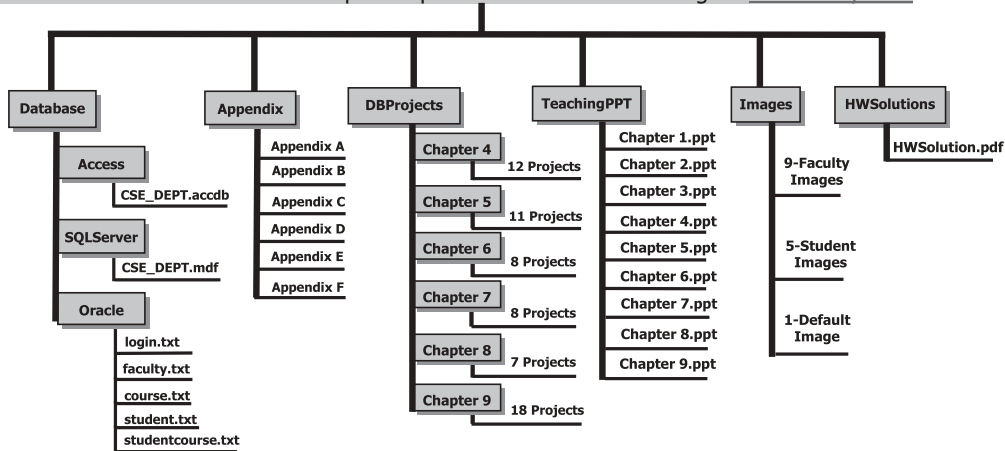 Database
Access
CSE_DEPT.accdb
SQLServer
CSE_DEPT.mdf
Oracle
login.txt
faculty.txt
course.txt
student.txt
studentcourse.txt
Appendix
Appendix A
Appendix B
Appendix C
Appendix D
Appendix E
Appendix F
DBProjects
Chapter 4
12 Projects
Chapter 5
11 Projects
Chapter 6
8 Projects
Chapter 7
8 Projects
Chapter 8
7 Projects
Chapter 9
18 Projects
TeachingPPT
Chapter 1.ppt
Chapter 2.ppt
Chapter 3.ppt
Chapter 4.ppt
Chapter 5.ppt
Chapter 6.ppt
Chapter 7.ppt
Chapter 8.ppt
Chapter 9.ppt
Images
9-Faculty
Images
5-Student
Images
1-Default
Image
HWSolutions
HWSolution.pdf